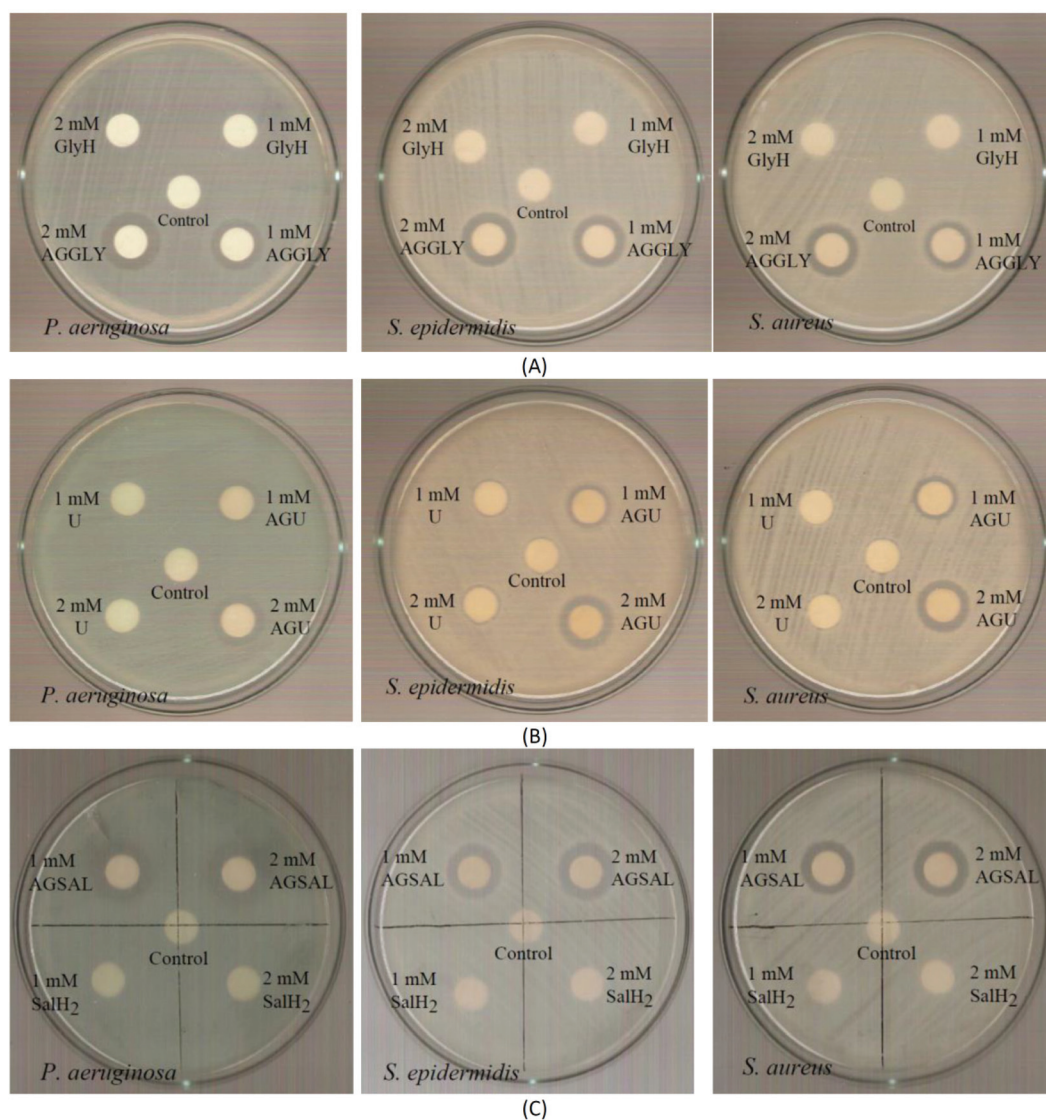 2 mM
GlyH
1 mM
GlyH
Control
2 mM
AGGLY
1 mM
AGGLY
P. aeruginosa
2 mM
GlyH
1 mM
GlyH
Control
2 mM
AGGLY
1 mM
AGGLY
S. epidermidis
2 mM
GlyH
1 mM
GlyH
Control
2 mM
AGGLY
1 mM
AGGLY
S. aureus
(A)
1 mM
U
1 mM
AGU
Control
2 mM
U
2 mM
AGU
P. aeruginosa
1 mM
U
1 mM
AGU
Control
2 mM
U
2 mM
AGU
S. epidermidis
1 mM
U
1 mM
AGU
Control
2 mM
U
2 mM
AGU
S. aureus
(B)
1 mM
AGSAL
2 mM
AGSAL
Control
1 mM
SalH2
2 mM
SalH2
P. aeruginosa
1 mM
AGSAL
2 mM
AGSAL
Control
1 mM
SalH2
2 mM
SalH2
S. epidermidis
1 mM
AGSAL
2 mM
AGSAL
Control
1 mM
SalH2
2 mM
SalH2
S. aureus
(C)